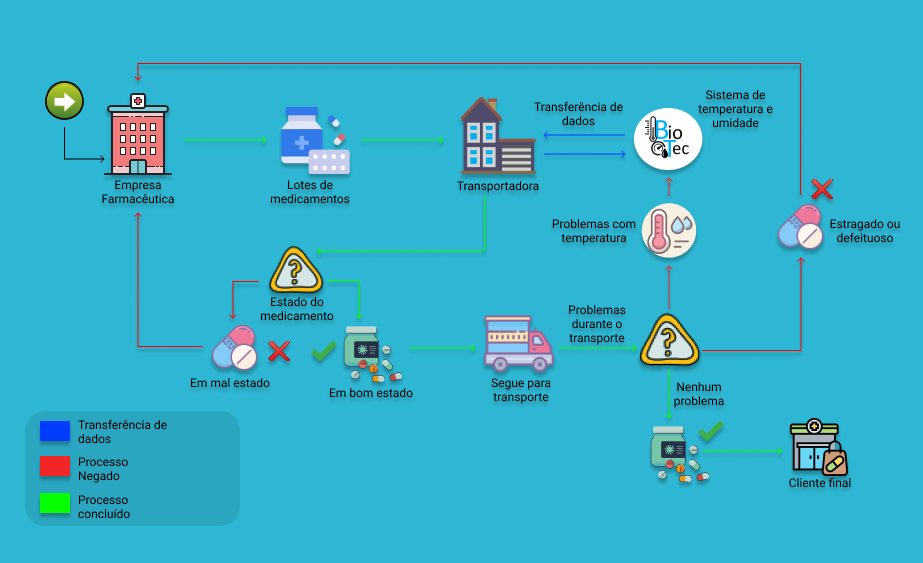 Transferência de
dados
Bio
Tec
Sistema de
temperatura e
umidade
Empresa
Farmacêutica
Lotes de
medicamentos
Transportadora
Problemas com
temperatura
Estragado ou
defeituoso
Estado do
medicamento
Problemas
durante o
transporte
Em mal estado
Em bom estado
Segue para
transporte
Nenhum
problema
Cliente final
Transferência de
dados
Processo
Negado
Processo
concluído